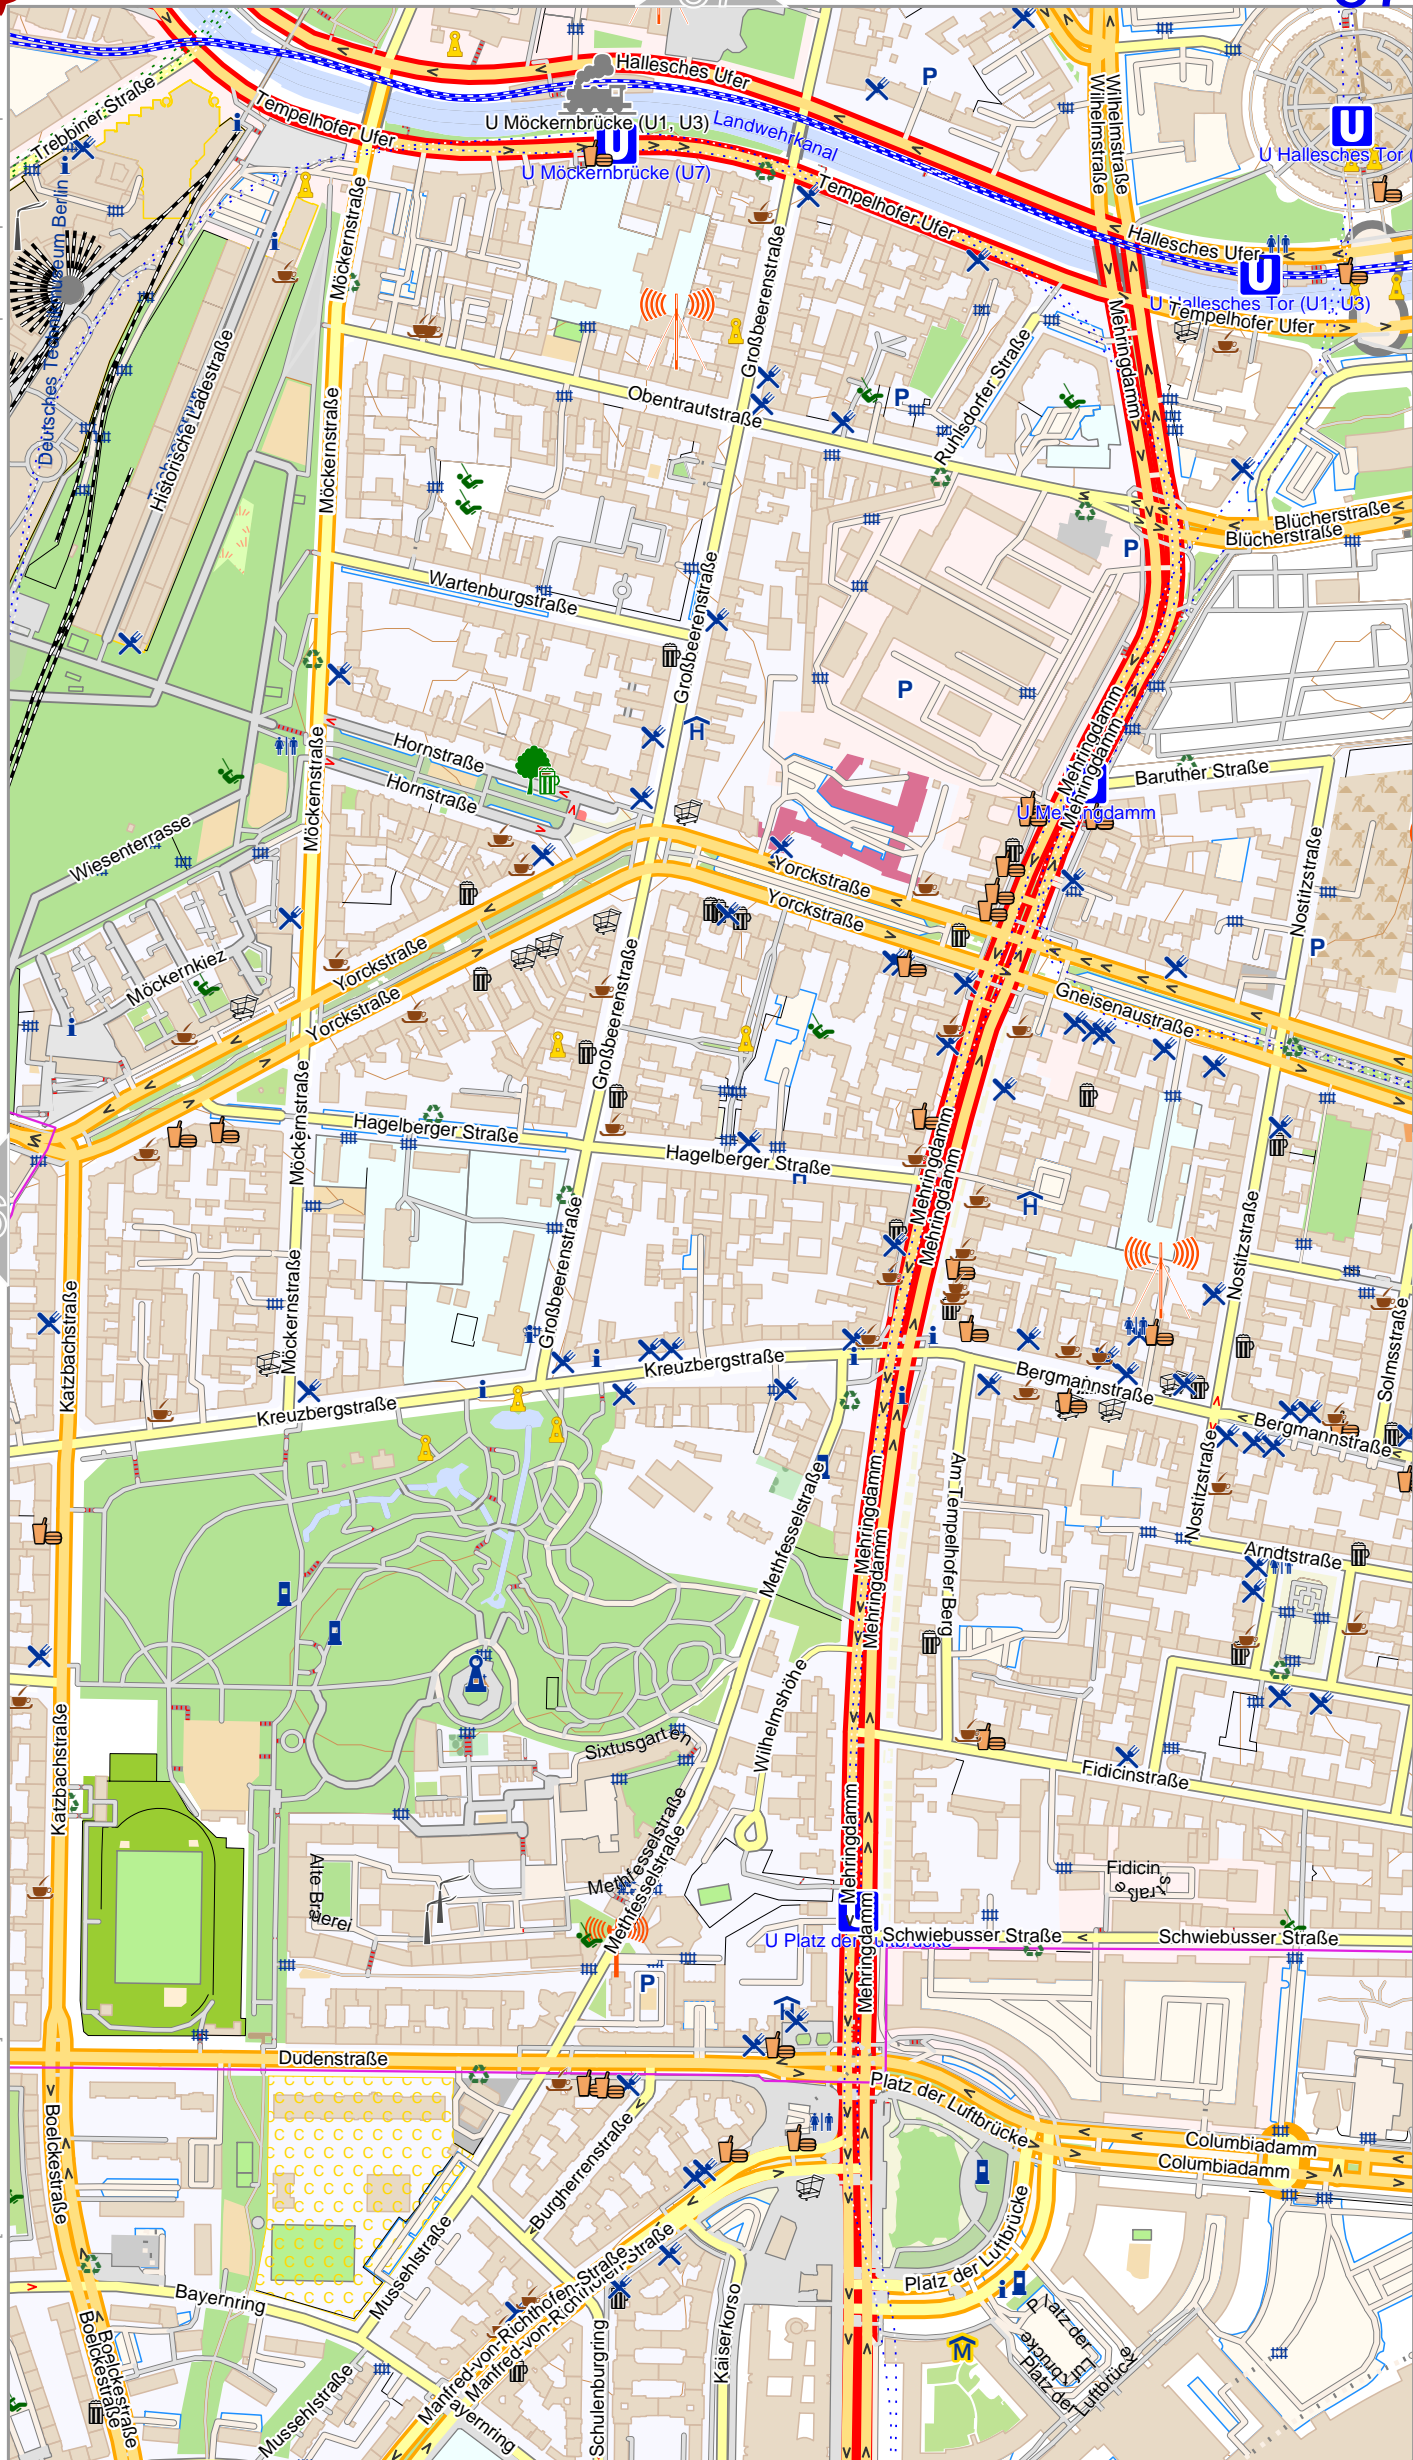 Hallesches Ufer
U Möckernbrücke (U1, U3)
Landwehrkanal
U Möckernbrücke (U7)
Tempelhofer Ufer
Trebbiner Straße
Wilhelmstraße
Wilhelmstraße
U Hallesches Tor (
P
Tempelhofer Ufer
Hallesches Ufer
U Hallesches Tor (U1, U3)
Tempelhofer Ufer
Deutsches Technikmuseum Berlin
Historische Ladestraße
Möckernstraße
Großbeerenstraße
Mehringdamm
Obentrautstraße
P
Ruhlsdorfer Straße
Möckernstraße
Blücherstraße
Blücherstraße
P
Wartenburgstraße
Großbeerenstraße
P
Hornstraße
Hornstraße
H
Möckernstraße
Mehringdamm
Mehringdamm
Baruther Straße
U Mehringdamm
Wiesenterrasse
Yorckstraße
Yorckstraße
Nostitzstraße
P
Möckernkiez
Yorckstraße
Yorckstraße
Großbeerenstraße
Gneisenaustraße
Möckernstraße
Hagelberger Straße
Hagelberger Straße
Mehringdamm
Mehringdamm
H
Großbeerenstraße
Nostitzstraße
Katzbachstraße
Möckernstraße
Kreuzbergstraße
Kreuzbergstraße
Bergmannstraße
Bergmannstraße
Solmsstraße
Nostitzstraße
Am Tempelhofer Berg
Mehringdamm
Mehringdamm
Methfesselstraße
Arndtstraße
Wilhelmshöhe
Sixtusgarten
Katzbachstraße
Fidicinstraße
Methfesselstraße
Methfesselstraße
Methfesselstraße
Mehringdamm
Mehringdamm
Alte Brauerei
Fidicin
straße
U Platz der Luftbrücke
Schwiebusser Straße
Schwiebusser Straße
P
H
Dudenstraße
Platz der Luftbrücke
Columbiadamm
Columbiadamm
Boelckestraße
Burgherrenstraße
Platz der Luftbrücke
Mussehlstraße
Bayernring
Manfred-von-Richthofen-Straße
Manfred-von-Richthofen-Straße
Kaiserkorso
Schulenburgring
Platz der Luftbrücke
Platz der Luftbrücke
M
Boelckestraße
Boelckestraße
Mussehlstraße